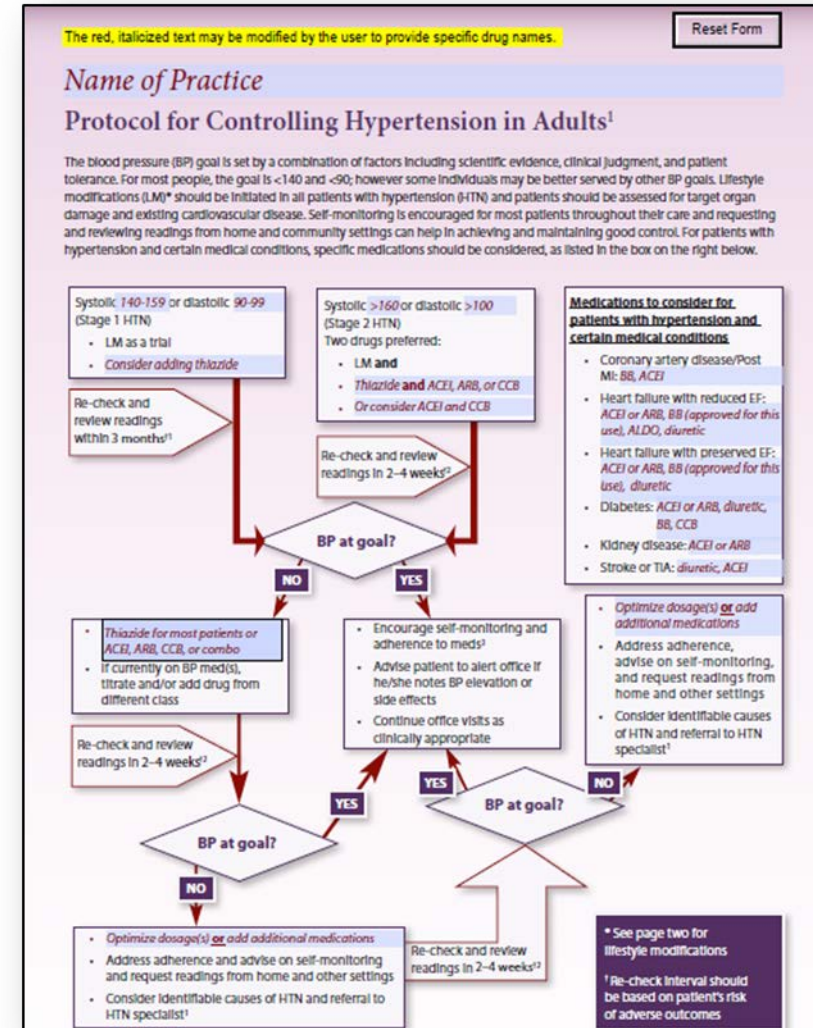 The red, italicized text may be modified by the user to provide specific drug names.
Reset Form
Name of Practice
Protocol for Controlling Hypertension in Adults¹
The blood pressure (BP) goal is set by a combination of factors including scientific evidence, clinical judgment, and patient
tolerance. For most people, the goal is <140 and <90; however some individuals may be better served by other BP goals. Lifestyle
modifications (LM)* should be initiated in all patients with hypertension (HTN) and patients should be assessed for target organ
damage and existing cardiovascular disease. Self-monitoring is encouraged for most patients throughout their care and requesting
and reviewing readings from home and community settings can help in achieving and maintaining good control. For patients with
hypertension and certain medical conditions, specific medications should be considered, as listed in the box on the right below.
Systolic 140-159 or diastolic 90-99
(Stage 1 HTN)
• LM as a trial
• Consider adding thiazide
Re-check and
review readings
within 3 months†¹
Systolic >160 or diastolic >100
(Stage 2 HTN)
Two drugs preferred:
• LM and
• Thiazide and ACEI, ARB, or CCB
• Or consider ACEI and CCB
Re-check and review
readings in 2–4 weeks†²
Medications to consider for
patients with hypertension and
certain medical conditions
• Coronary artery disease/Post
MI: BB, ACEI
• Heart failure with reduced EF:
ACEI or ARB, BB (approved for this
use), ALDO, diuretic
• Heart failure with preserved EF:
ACEI or ARB, BB (approved for this
use), diuretic
• Diabetes: ACEI or ARB, diuretic,
BB, CCB
• Kidney disease: ACEI or ARB
• Stroke or TIA: diuretic, ACEI
BP at goal?
NO
YES
• Thiazide for most patients or
ACEI, ARB, CCB, or combo
• If currently on BP med(s),
titrate and/or add drug from
different class
Re-check and review
readings in 2–4 weeks†²
• Encourage self-monitoring and
adherence to meds³
• Advise patient to alert office if
he/she notes BP elevation or
side effects
• Continue office visits as
clinically appropriate
• Optimize dosage(s) or add
additional medications
• Address adherence,
advise on self-monitoring,
and request readings from
home and other settings
• Consider identifiable causes
of HTN and referral to HTN
specialist¹
BP at goal?
YES
NO
YES
BP at goal?
NO
• Optimize dosage(s) or add additional medications
• Address adherence and advise on self-monitoring
and request readings from home and other settings
• Consider identifiable causes of HTN and referral to
HTN specialist¹
Re-check and review
readings in 2–4 weeks†²
* See page two for
lifestyle modifications
† Re-check interval should
be based on patient's risk
of adverse outcomes